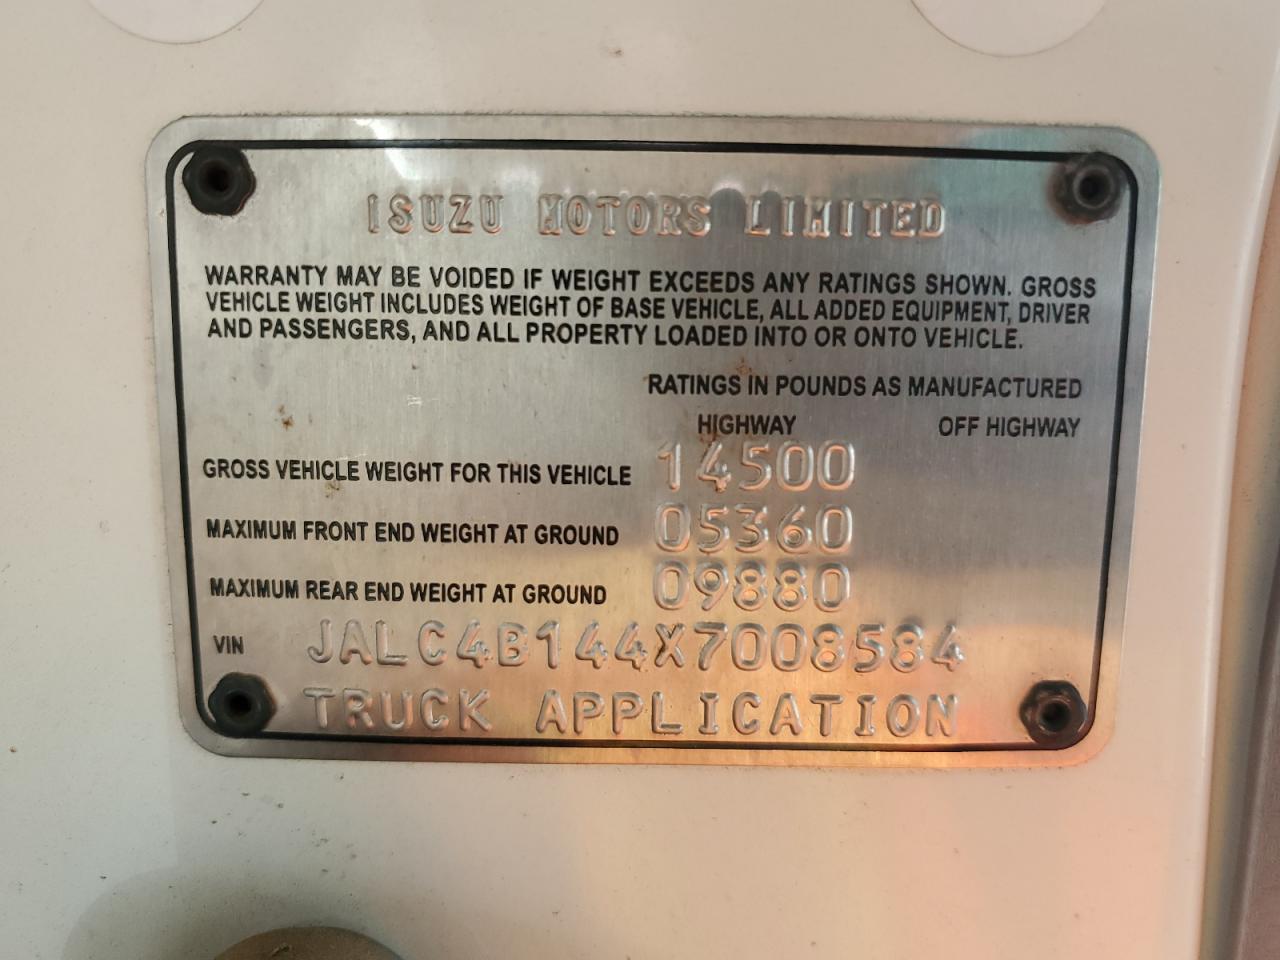 ISUZU MOTORS LIMITED
WARRANTY MAY BE VOIDED IF WEIGHT EXCEEDS ANY RATINGS SHOWN. GROSS
VEHICLE WEIGHT INCLUDES WEIGHT OF BASE VEHICLE, ALL ADDED EQUIPMENT, DRIVER
AND PASSENGERS, AND ALL PROPERTY LOADED INTO OR ONTO VEHICLE.
RATINGS IN POUNDS AS MANUFACTURED
HIGHWAY OFF HIGHWAY
GROSS VEHICLE WEIGHT FOR THIS VEHICLE 14500
MAXIMUM FRONT END WEIGHT AT GROUND 05360
MAXIMUM REAR END WEIGHT AT GROUND 09880
VIN JALC4B144X7008584
TRUCK APPLICATION